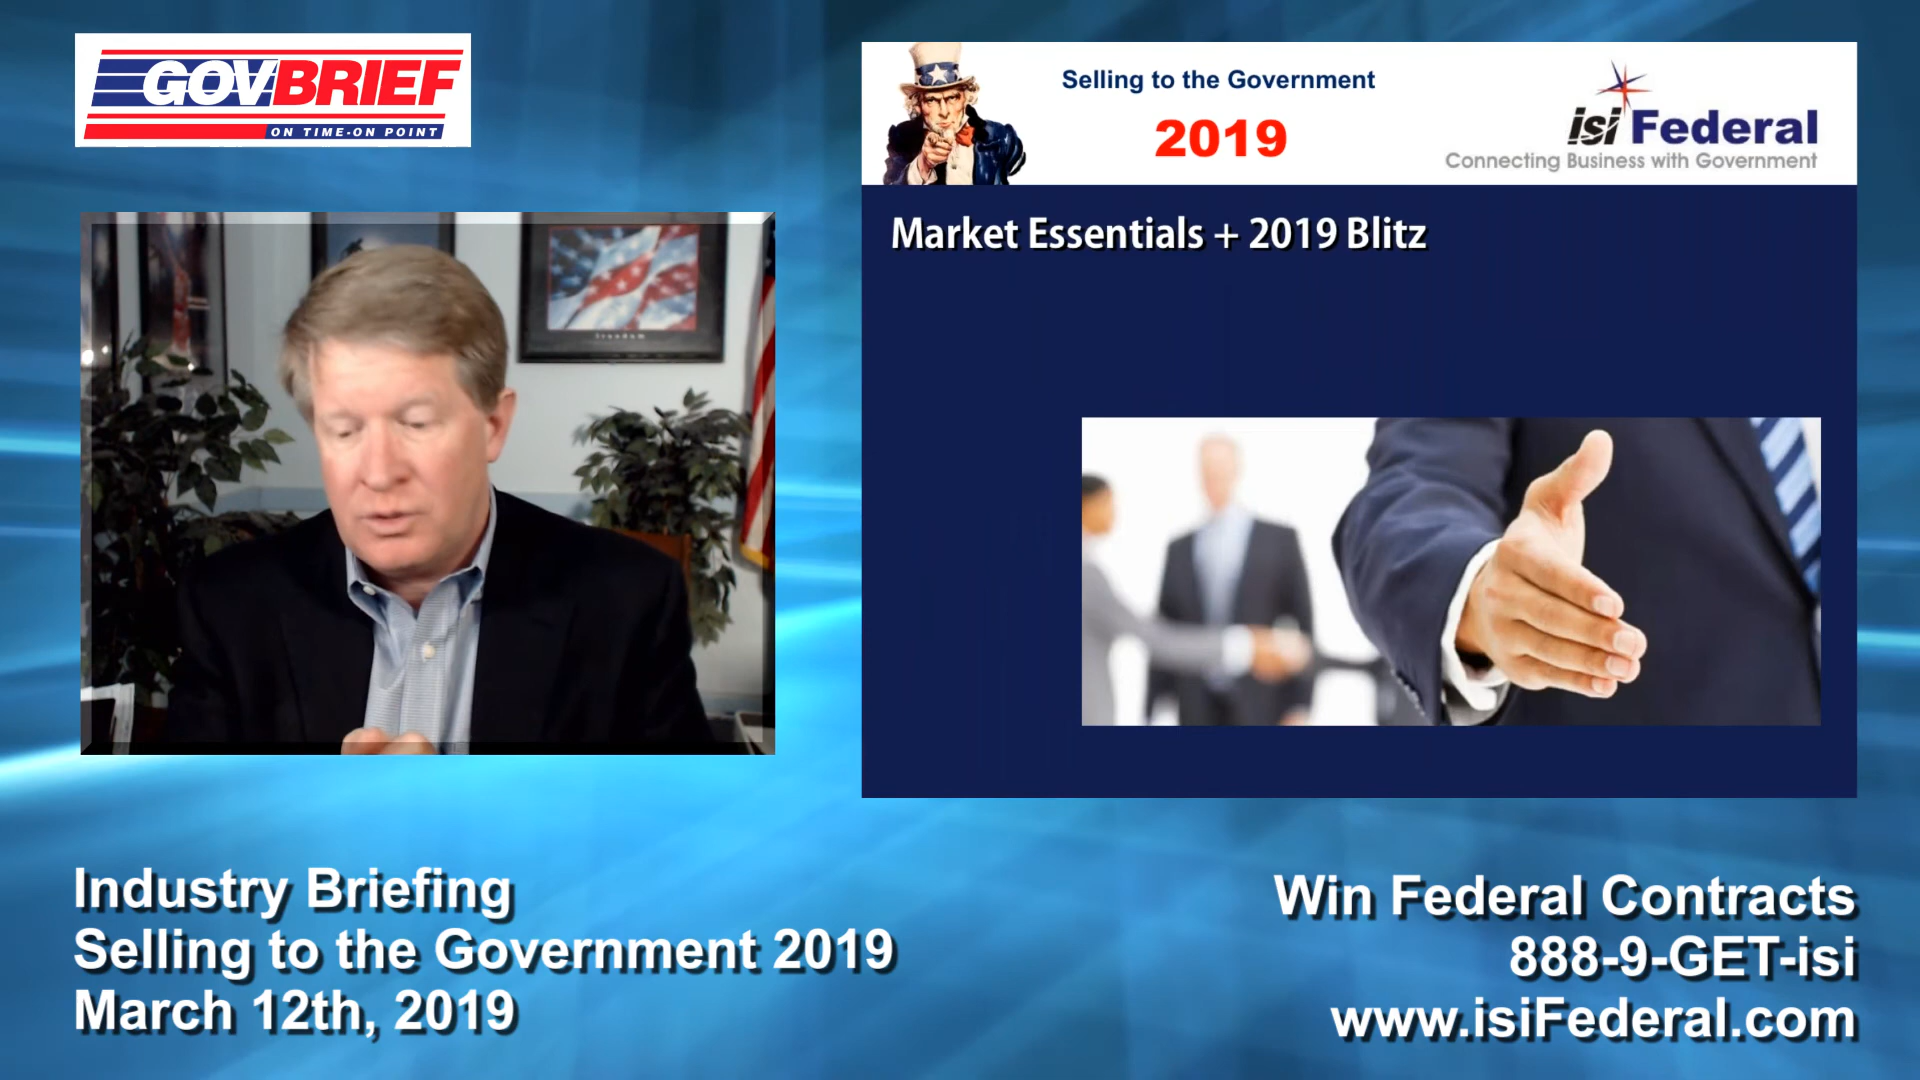 GOVBRIEF
ON TIME-ON POINT
Selling to the Government
2019
isi Federal
Connecting Business with Government
Market Essentials + 2019 Blitz
freedom
Industry Briefing
Selling to the Government 2019
March 12th, 2019
Win Federal Contracts
888-9-GET-isi
www.isiFederal.com